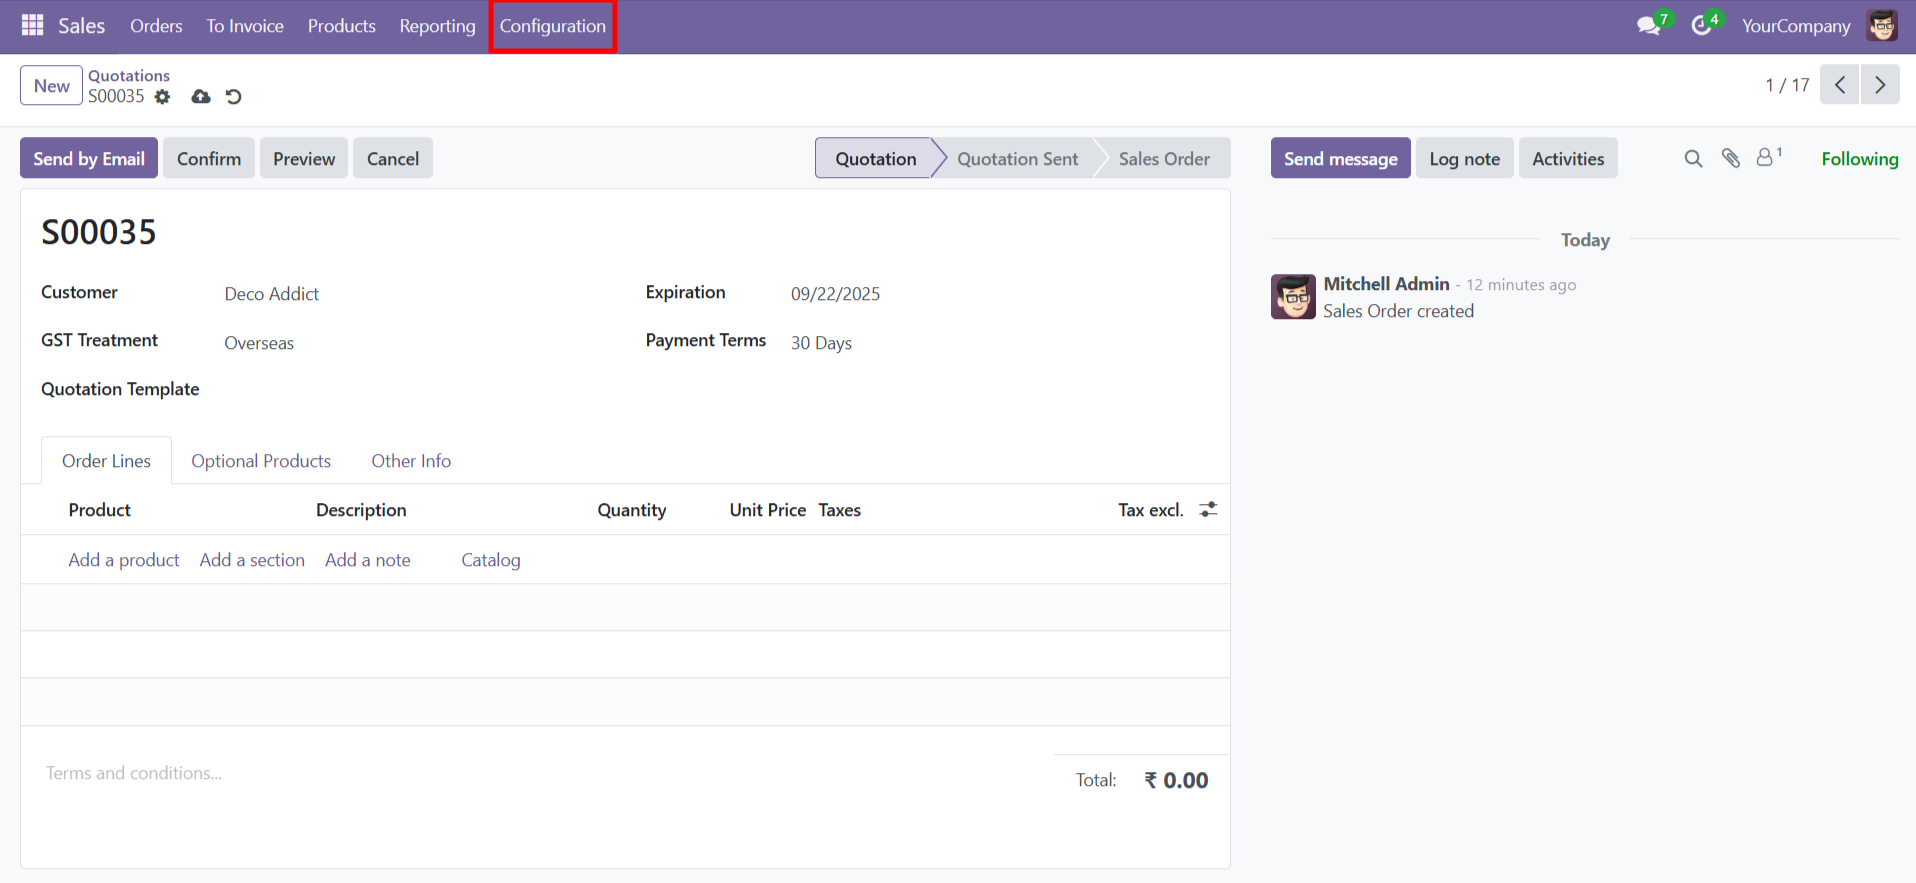 Sales Orders To Invoice Products Reporting Configuration 7 4 YourCompany
New Quotations
S00035
1 / 17
Send by Email Confirm Preview Cancel Quotation Quotation Sent Sales Order Send message Log note Activities 1 Following
S00035
Today
Customer Deco Addict Expiration 09/22/2025
Mitchell Admin - 12 minutes ago
Sales Order created
GST Treatment Overseas Payment Terms 30 Days
Quotation Template
Order Lines Optional Products Other Info
Product Description Quantity Unit Price Taxes Tax excl.
Add a product Add a section Add a note Catalog
Terms and conditions...
Total: ₹ 0.00